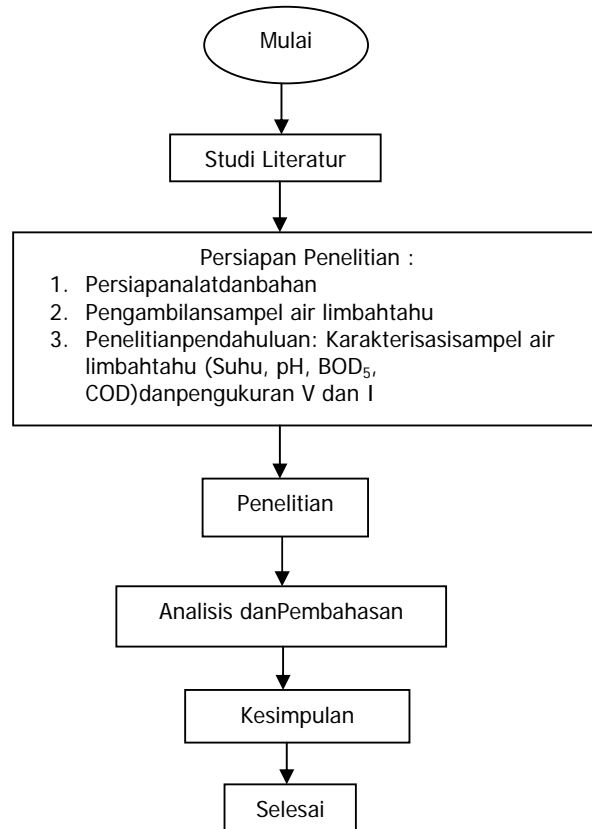 Mulai
Studi Literatur
Persiapan Penelitian :
1. Persiapanalatdanbahan
2. Pengambilansampel air limbahtahu
3. Penelitianpendahuluan: Karakterisasisampel air
limbahtahu (Suhu, pH, BOD₅,
COD)danpengukuran V dan I
Penelitian
Analisis danPembahasan
Kesimpulan
Selesai